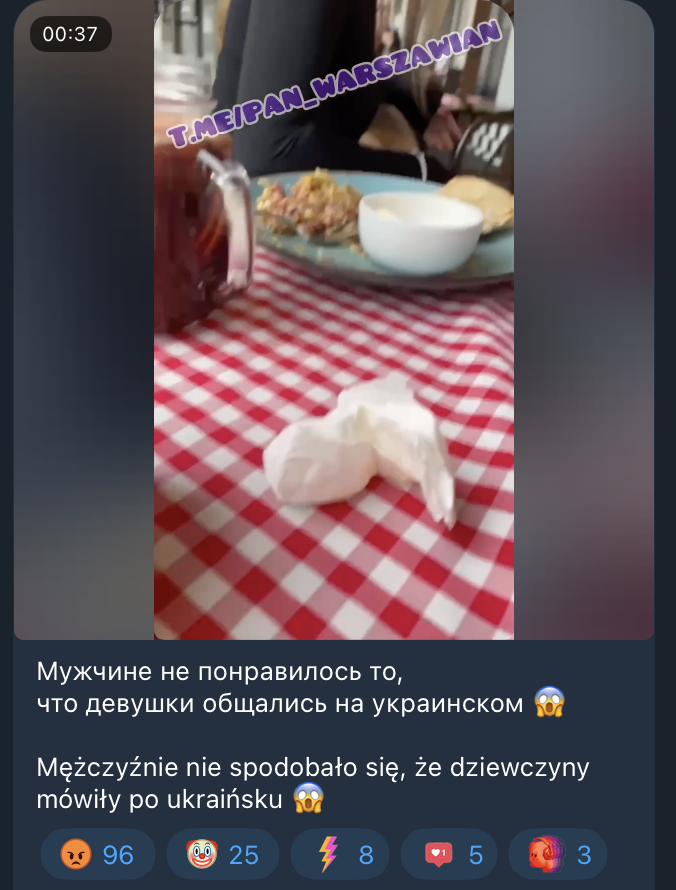 00:37
T.ME/PAN_WARSZAWIAN
Мужчине не понравилось то,
что девушки общались на украинском 😱
Mężczyźnie nie spodobało się, że dziewczyny
mówiły po ukraińsku 😱
😡 96 🤡 25 8 5 3